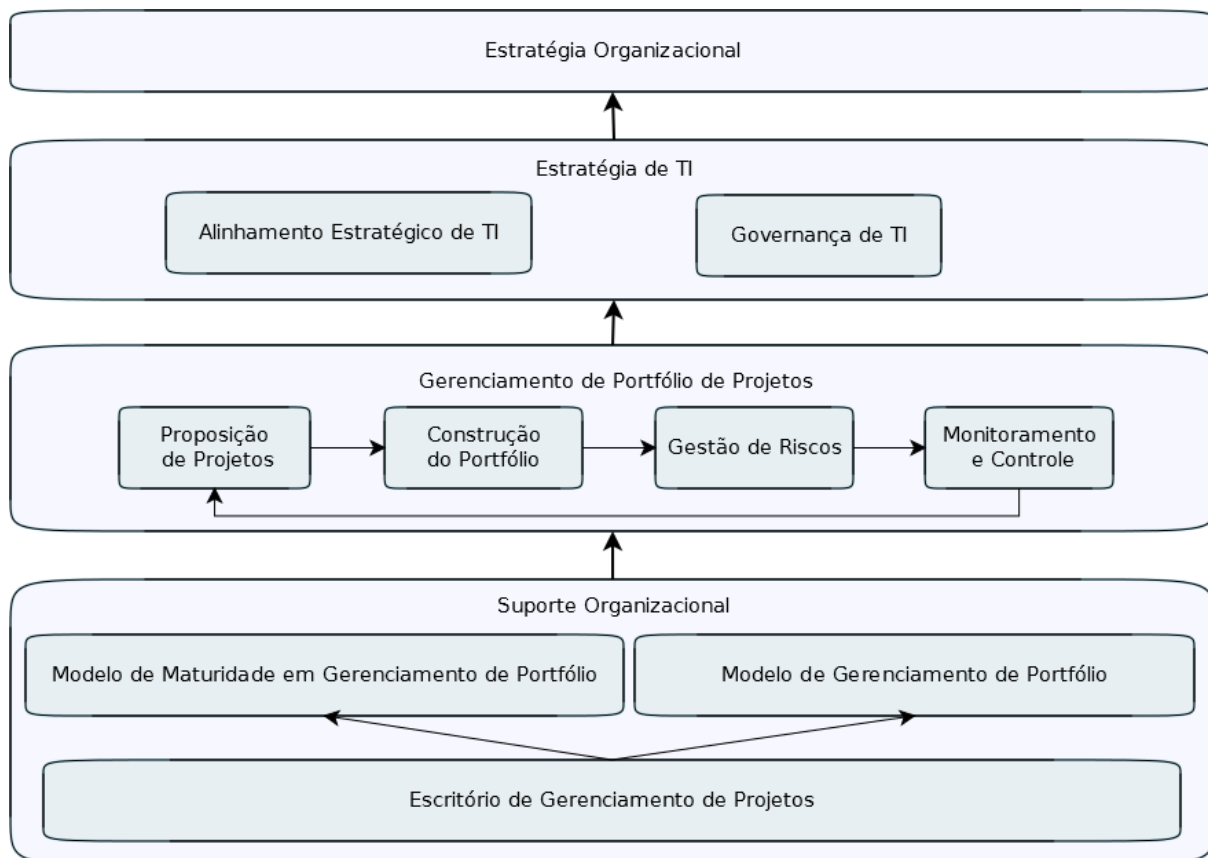 Estratégia Organizacional
Estratégia de TI
Alinhamento Estratégico de TI
Governança de TI
Gerenciamento de Portfólio de Projetos
Proposição
de Projetos
Construção
do Portfólio
Gestão de Riscos
Monitoramento
e Controle
Suporte Organizacional
Modelo de Maturidade em Gerenciamento de Portfólio
Modelo de Gerenciamento de Portfólio
Escritório de Gerenciamento de Projetos